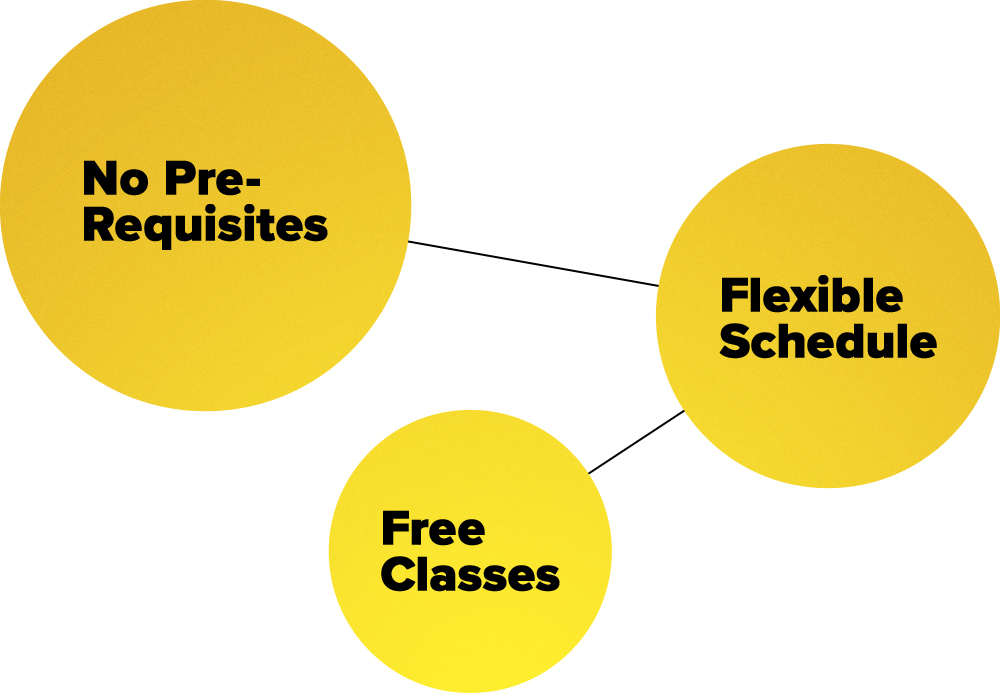 No Pre-
Requisites
Flexible
Schedule
Free
Classes